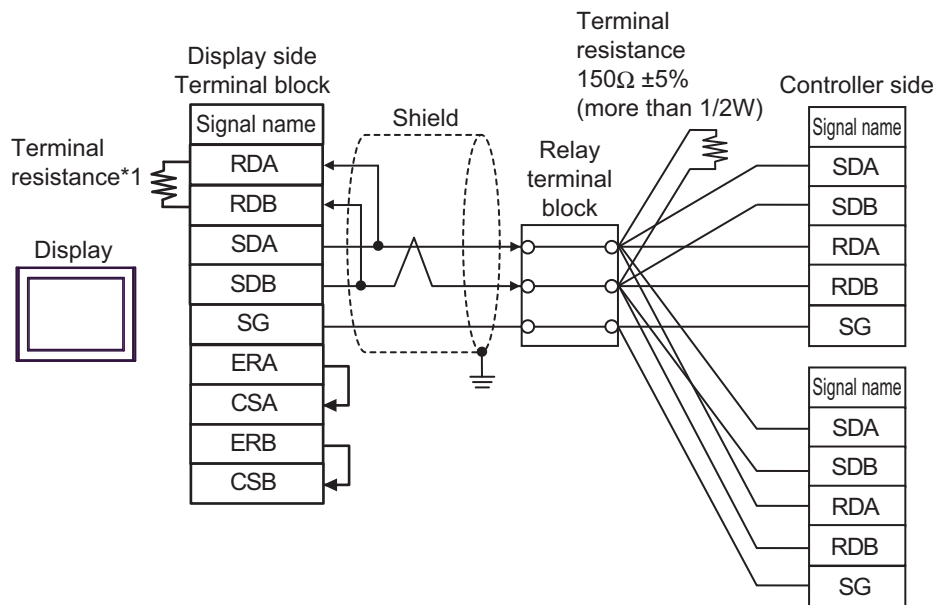 Display side
Terminal block
Signal name
RDA
RDB
SDA
SDB
SG
ERA
CSA
ERB
CSB
Terminal
resistance*1
Display
Shield
Relay
terminal
block
Terminal
resistance
150Ω ±5%
(more than 1/2W)
Controller side
Signal name
SDA
SDB
RDA
RDB
SG
Signal name
SDA
SDB
RDA
RDB
SG